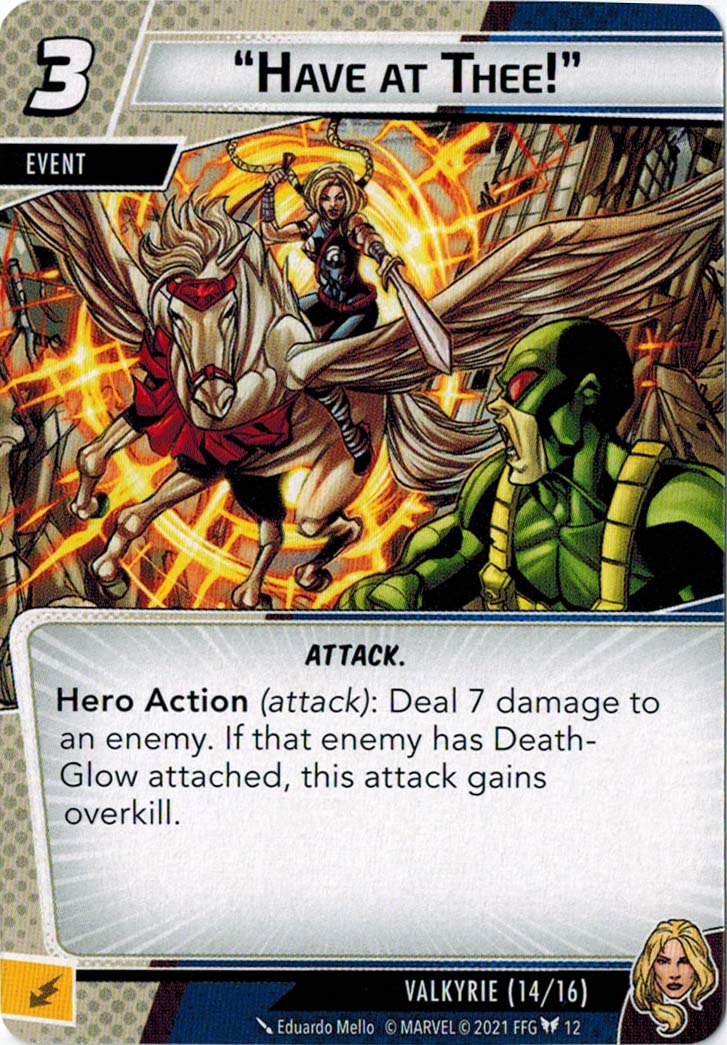 3
“HAVE AT THEE!”
EVENT
ATTACK.
Hero Action (attack): Deal 7 damage to
an enemy. If that enemy has Death-
Glow attached, this attack gains
overkill.
VALKYRIE (14/16)
Eduardo Mello © MARVEL © 2021 FFG 12